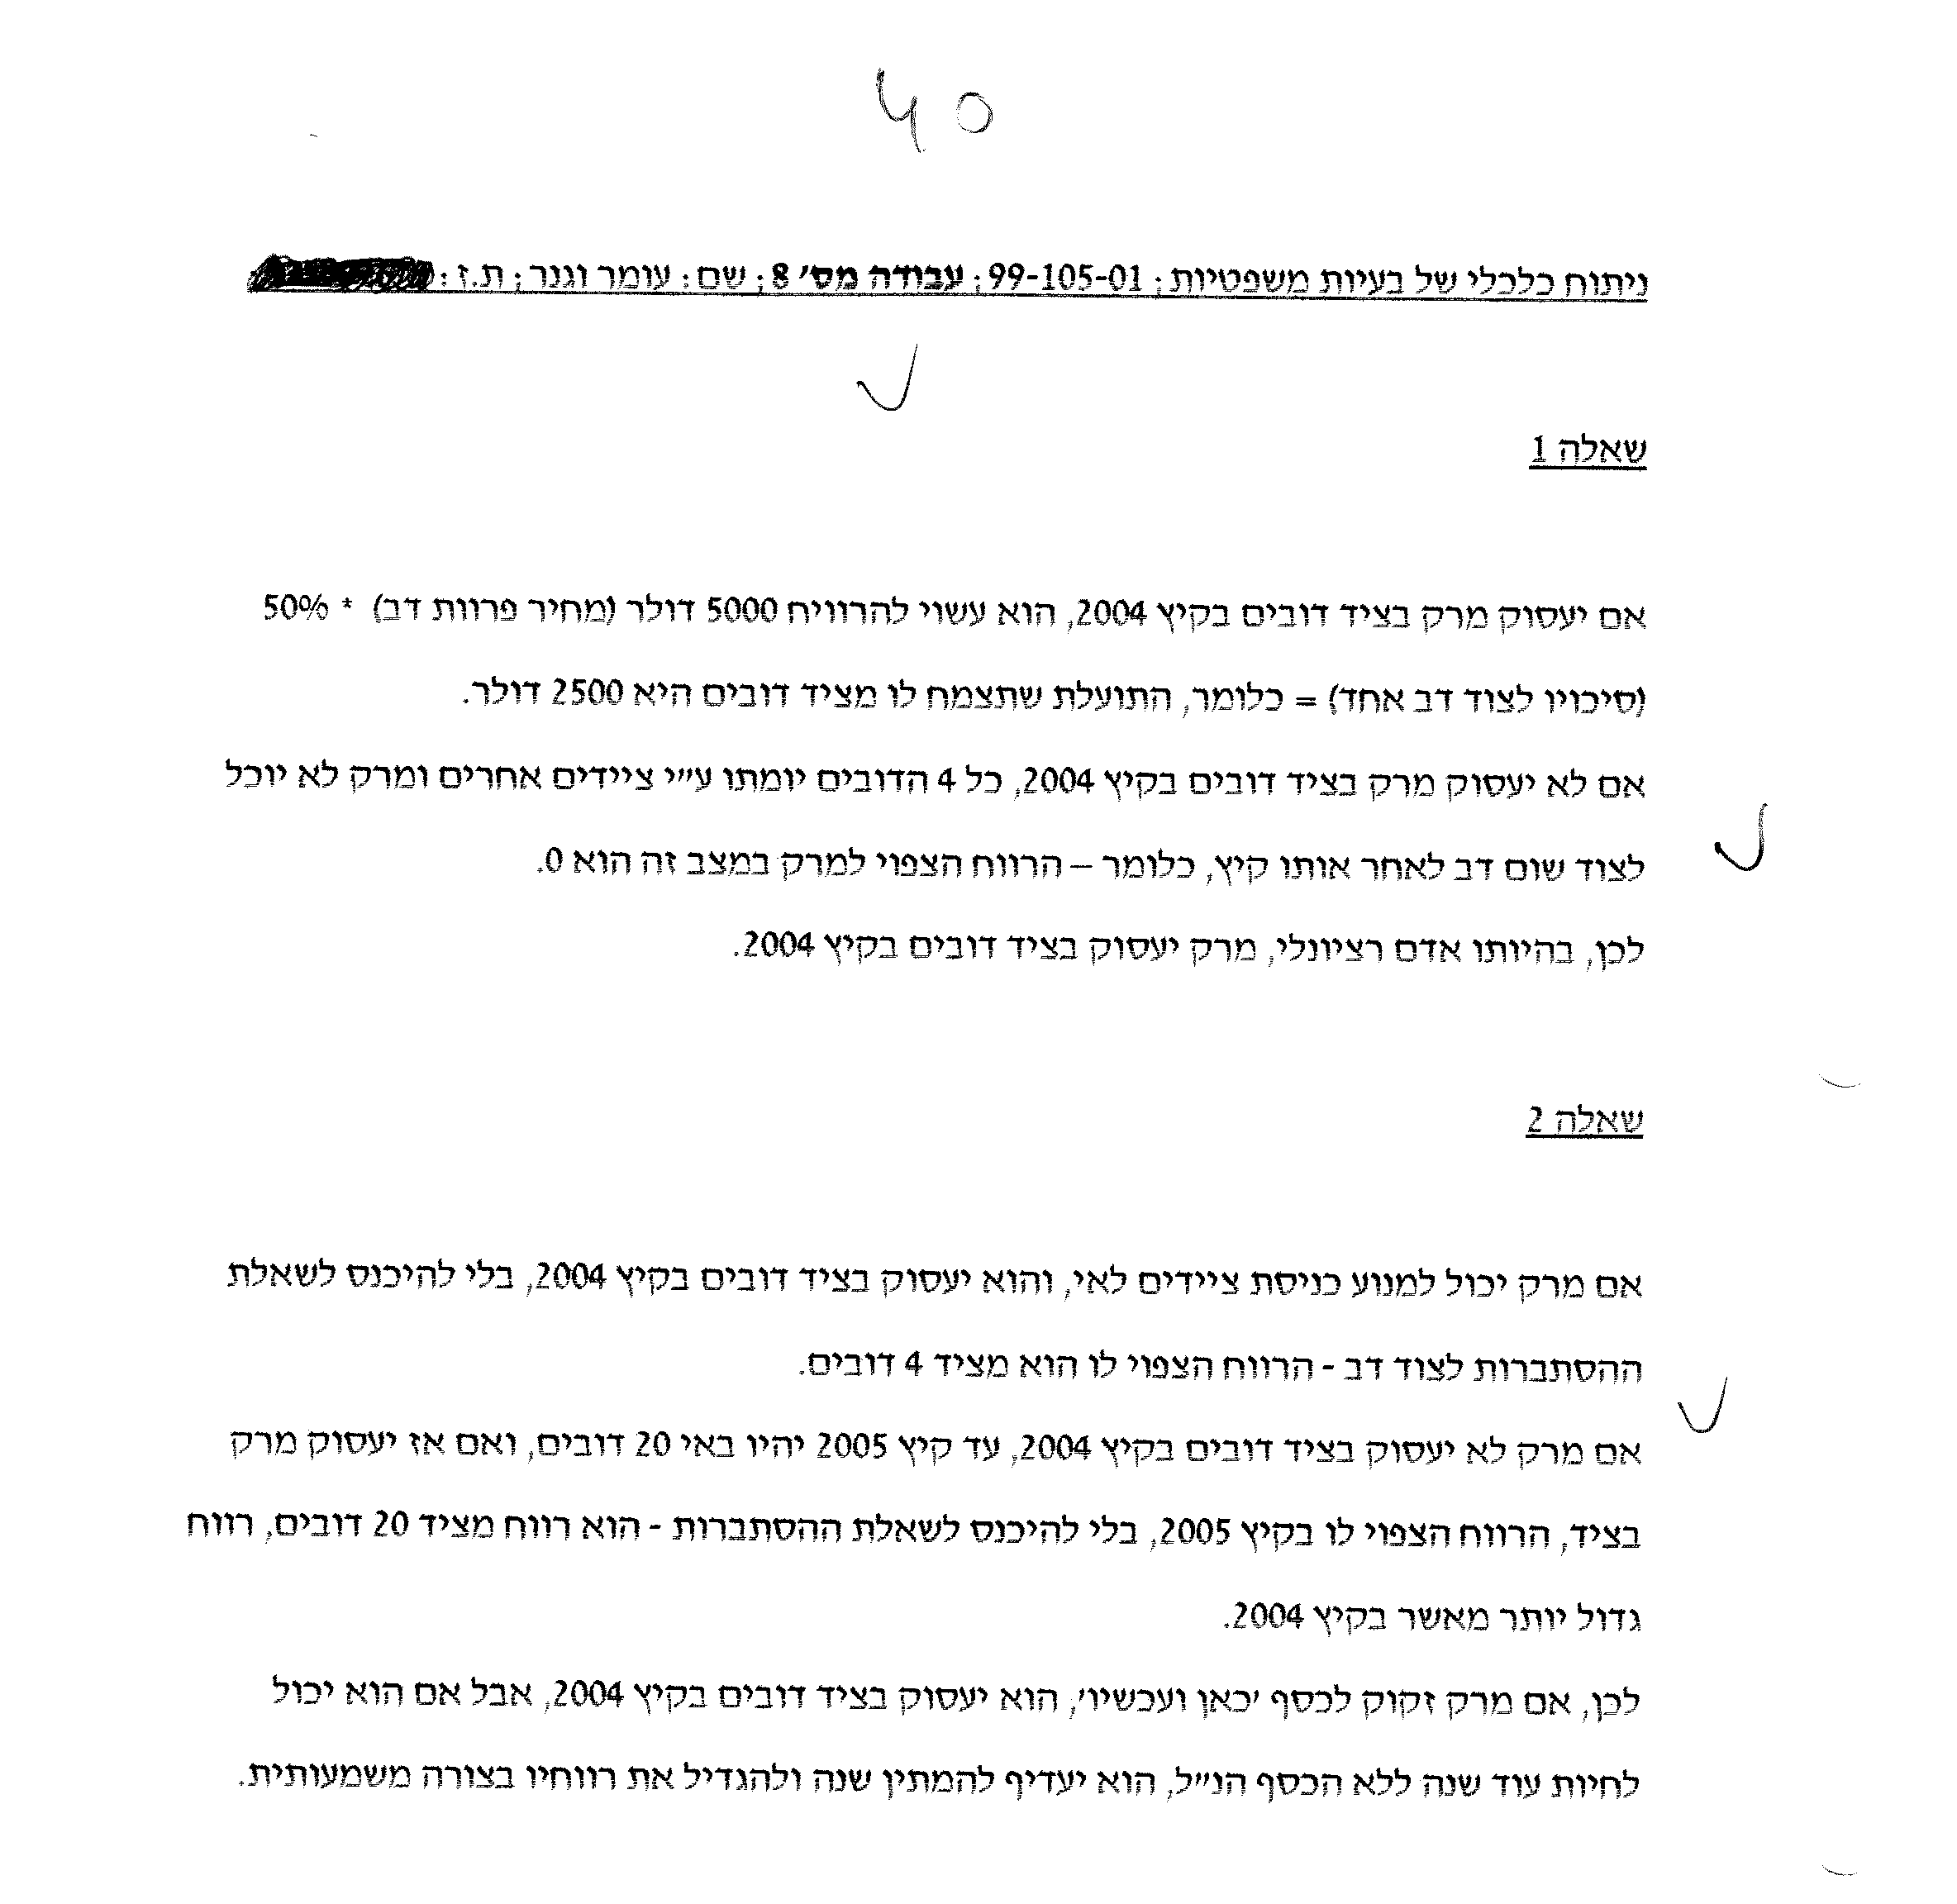 40
ניתוח כלכלי של בעיות משפטיות; 99-105-01; עבודה מס׳ 8; שם: עומר וגנר; ת.ז:
שאלה 1
אם יעסוק מרק בציד דובים בקיץ 2004, הוא עשוי להרוויח 5000 דולר (מחיר פרוות דב) * 50%
(סיכויו לצוד דב אחד) = כלומר, התועלת שתצמח לו מציד דובים היא 2500 דולר.
אם לא יעסוק מרק בציד דובים בקיץ 2004, כל 4 הדובים יומתו ע״י ציידים אחרים ומרק לא יוכל
לצוד שום דב לאחר אותו קיץ, כלומר – הרווח הצפוי למרק במצב זה הוא 0.
לכן, בהיותו אדם רציונלי, מרק יעסוק בציד דובים בקיץ 2004.
שאלה 2
אם מרק יכול למנוע כניסת ציידים לאי, והוא יעסוק בציד דובים בקיץ 2004, בלי להיכנס לשאלת
ההסתברות לצוד דב - הרווח הצפוי לו הוא מציד 4 דובים.
אם מרק לא יעסוק בציד דובים בקיץ 2004, עד קיץ 2005 יהיו באי 20 דובים, ואם אז יעסוק מרק
בציד, הרווח הצפוי לו בקיץ 2005, בלי להיכנס לשאלת ההסתברות - הוא רווח מציד 20 דובים, רווח
גדול יותר מאשר בקיץ 2004.
לכן, אם מרק זקוק לכסף ׳כאן ועכשיו׳, הוא יעסוק בציד דובים בקיץ 2004, אבל אם הוא יכול
לחיות עוד שנה ללא הכסף הנ״ל, הוא יעדיף להמתין שנה ולהגדיל את רווחיו בצורה משמעותית.